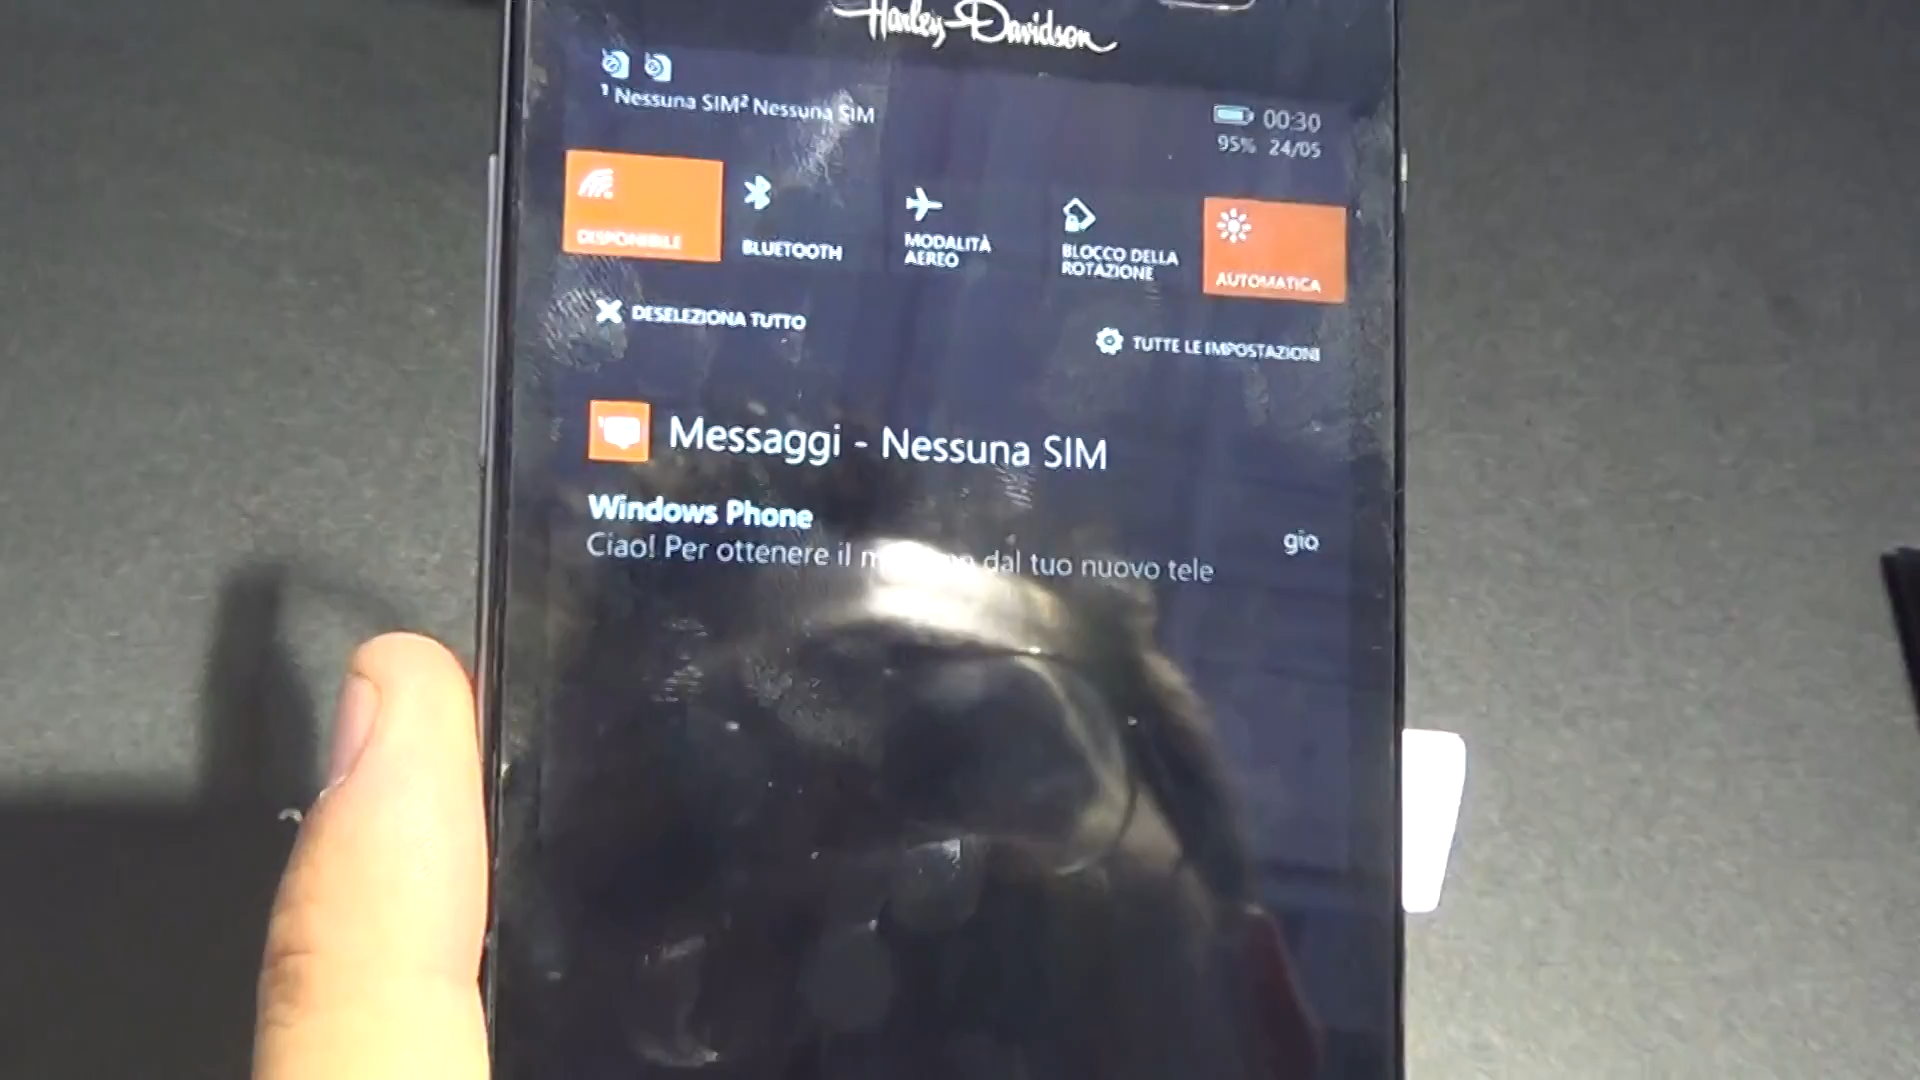 Harley-Davidson
¹ Nessuna SIM² Nessuna SIM
00:30
95% 24/05
DISPONIBILE
BLUETOOTH
MODALITÀ
AEREO
BLOCCO DELLA
ROTAZIONE
AUTOMATICA
DESELEZIONA TUTTO
TUTTE LE IMPOSTAZIONI
Messaggi - Nessuna SIM
Windows Phone
Ciao! Per ottenere il dal tuo nuovo tele
gio